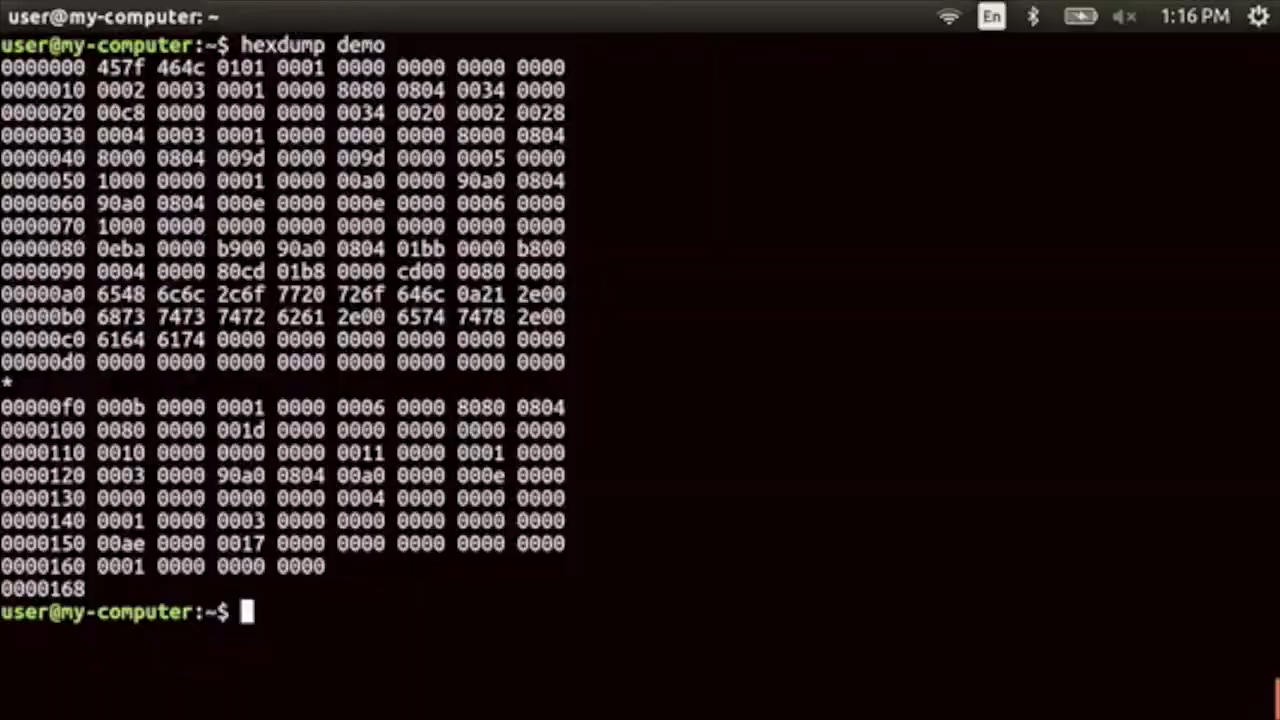 user@my-computer: ~ En 1:16 PM
user@my-computer:~$ hexdump demo
0000000 457f 464c 0101 0001 0000 0000 0000 0000
0000010 0002 0003 0001 0000 8080 0804 0034 0000
0000020 00c8 0000 0000 0000 0034 0020 0002 0028
0000030 0004 0003 0001 0000 0000 0000 8000 0804
0000040 8000 0804 009d 0000 009d 0000 0005 0000
0000050 1000 0000 0001 0000 00a0 0000 90a0 0804
0000060 90a0 0804 000e 0000 000e 0000 0006 0000
0000070 1000 0000 0000 0000 0000 0000 0000 0000
0000080 0eba 0000 b900 90a0 0804 01bb 0000 b800
0000090 0004 0000 80cd 01b8 0000 cd00 0080 0000
00000a0 6548 6c6c 2c6f 7720 726f 646c 0a21 2e00
00000b0 6873 7473 7472 6261 2e00 6574 7478 2e00
00000c0 6164 6174 0000 0000 0000 0000 0000 0000
00000d0 0000 0000 0000 0000 0000 0000 0000 0000
*
00000f0 000b 0000 0001 0000 0006 0000 8080 0804
0000100 0080 0000 001d 0000 0000 0000 0000 0000
0000110 0010 0000 0000 0000 0011 0000 0001 0000
0000120 0003 0000 90a0 0804 00a0 0000 000e 0000
0000130 0000 0000 0000 0000 0004 0000 0000 0000
0000140 0001 0000 0003 0000 0000 0000 0000 0000
0000150 00ae 0000 0017 0000 0000 0000 0000 0000
0000160 0001 0000 0000 0000
0000168
user@my-computer:~$